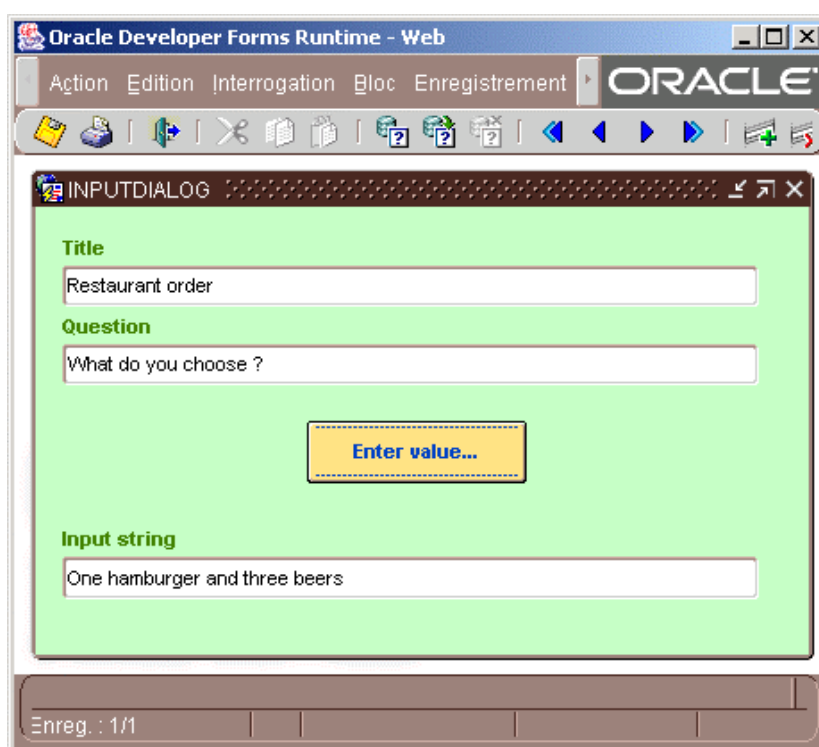 Oracle Developer Forms Runtime - Web
Action Edition Interrogation Bloc Enregistrement ORACLE
INPUTDIALOG
Title
Restaurant order
Question
What do you choose ?
Enter value...
Input string
One hamburger and three beers
Enreg. : 1/1